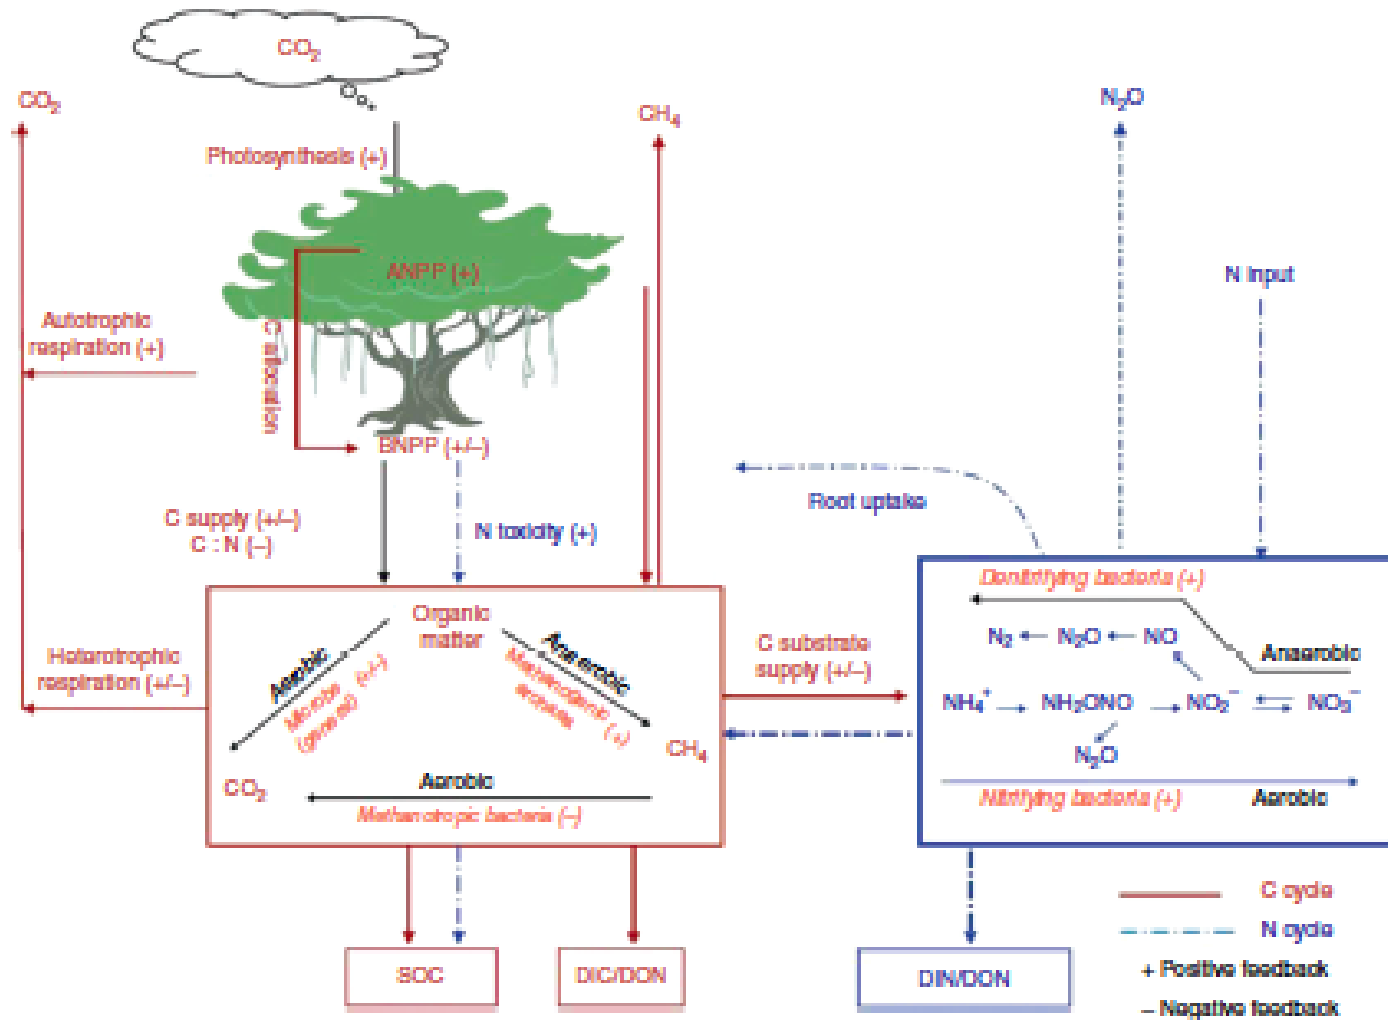 CO₂
CO₂
CH₄
N₂O
Photosynthesis (+)
ANPP (+)
N input
Autotrophic
respiration (+)
C allocation
BNPP (+/–)
Root uptake
C supply (+/–)
C : N (–)
N toxicity (+)
Organic
matter
Aerobic
Microbe (+/–)
(general)
Anaerobic
Methanogenic
archaea (+)
CH₄
CO₂
Aerobic
Methanotropic bacteria (–)
Heterotrophic
respiration (+/–)
C substrate
supply (+/–)
Denitrifying bacteria (+)
N₂ N₂O NO
Anaerobic
NH₄⁺ NH₂ONO NO₂⁻ NO₃⁻
N₂O
Nitrifying bacteria (+) Aerobic
SOC
DIC/DON
DIN/DON
C cycle
N cycle
+ Positive feedback
– Negative feedback